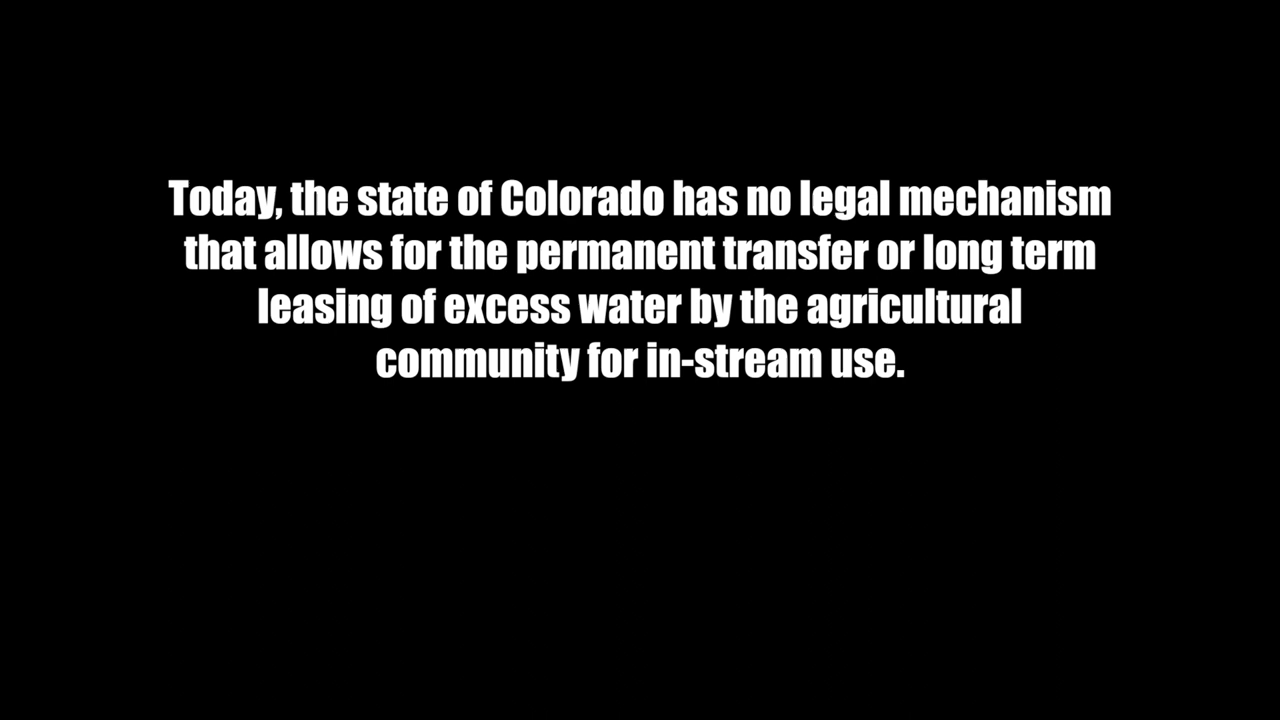 Today, the state of Colorado has no legal mechanism
that allows for the permanent transfer or long term
leasing of excess water by the agricultural
community for in-stream use.